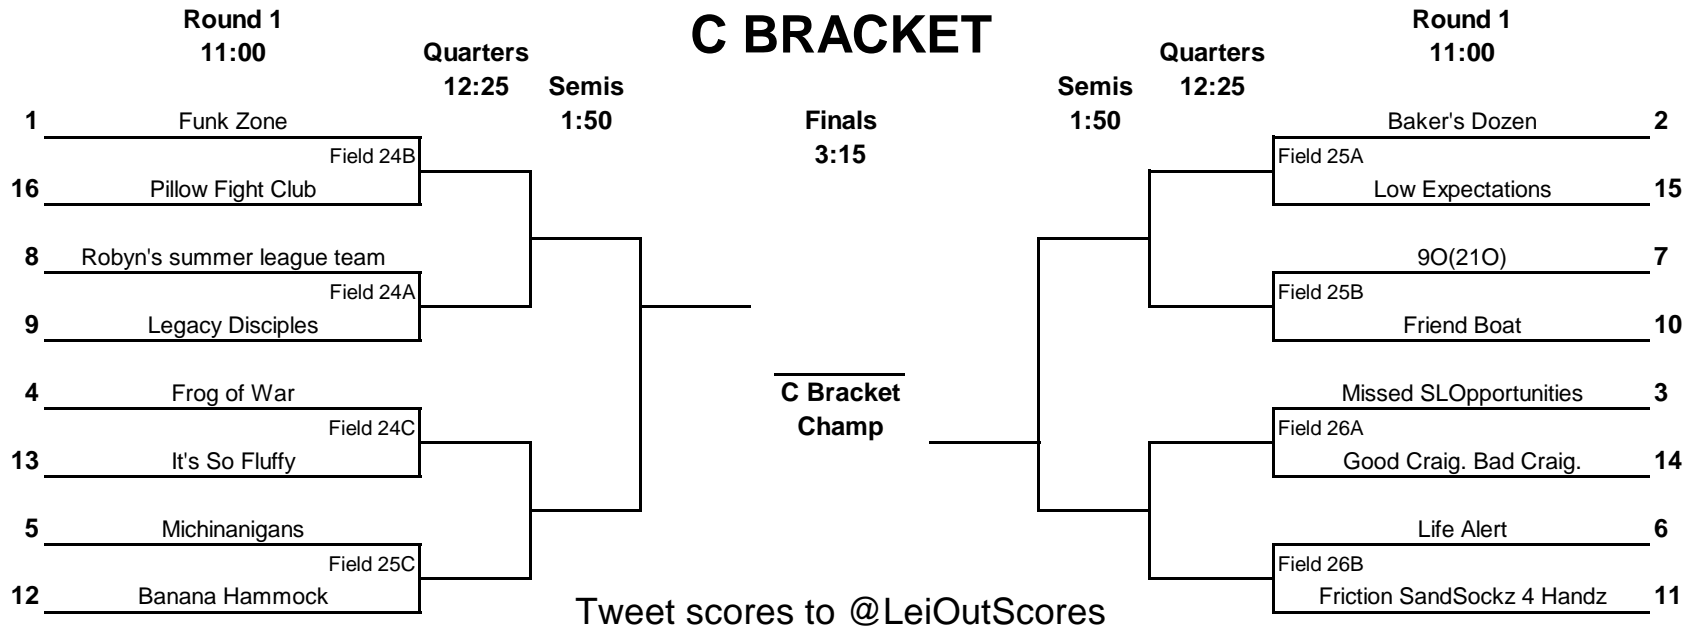 Round 1
11:00
C BRACKET
Round 1
11:00
Quarters
12:25
Quarters
12:25
Semis
1:50
Semis
1:50
Finals
3:15
1 Funk Zone
Field 24B
16 Pillow Fight Club
8 Robyn's summer league team
Field 24A
9 Legacy Disciples
4 Frog of War
Field 24C
13 It's So Fluffy
5 Michinanigans
Field 25C
12 Banana Hammock
C Bracket
Champ
Baker's Dozen 2
Field 25A
Low Expectations 15
9O(21O) 7
Field 25B
Friend Boat 10
Missed SLOpportunities 3
Field 26A
Good Craig. Bad Craig. 14
Life Alert 6
Field 26B
Friction SandSockz 4 Handz 11
Tweet scores to @LeiOutScores